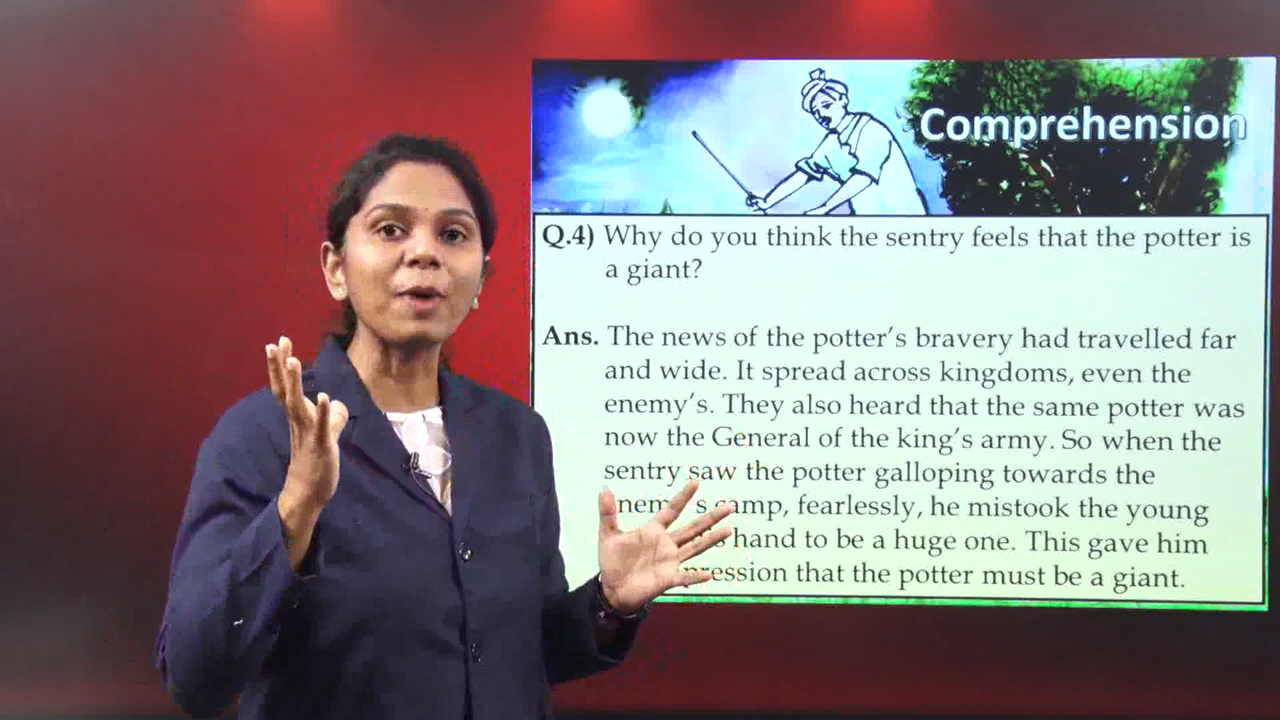 Comprehension
Q.4) Why do you think the sentry feels that the potter is
a giant?
Ans. The news of the potter's bravery had travelled far
and wide. It spread across kingdoms, even the
enemy's. They also heard that the same potter was
now the General of the king's army. So when the
sentry saw the potter galloping towards the
camp, fearlessly, he mistook the young
hand to be a huge one. This gave him
that the potter must be a giant.